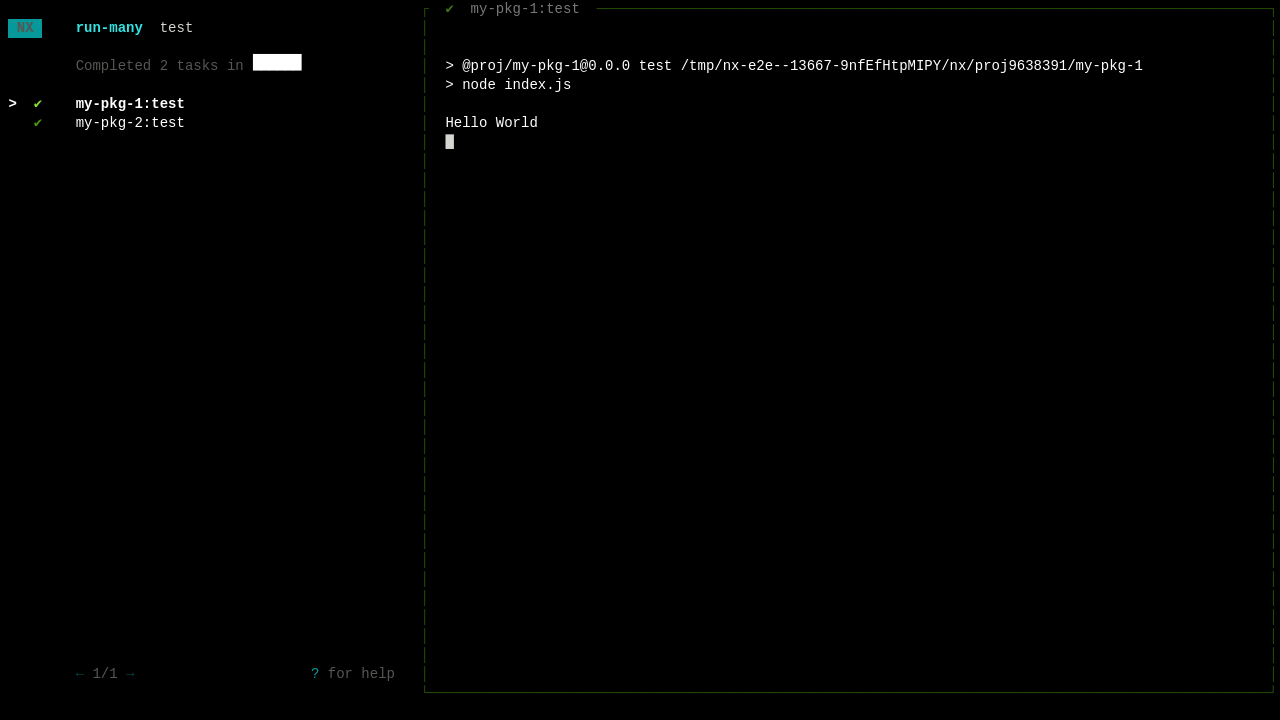 NX run-many test
Completed 2 tasks in
> ✔ my-pkg-1:test
✔ my-pkg-2:test
← 1/1 → ? for help
✔ my-pkg-1:test
> @proj/my-pkg-1@0.0.0 test /tmp/nx-e2e--13667-9nfEfHtpMIPY/nx/proj9638391/my-pkg-1
> node index.js
Hello World